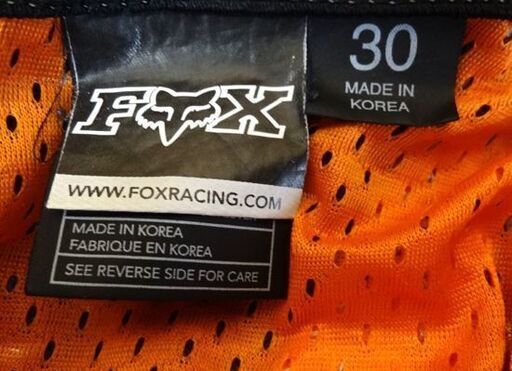 FOX
WWW.FOXRACING.COM
MADE IN KOREA
FABRIQUE EN KOREA
SEE REVERSE SIDE FOR CARE
30
MADE IN
KOREA